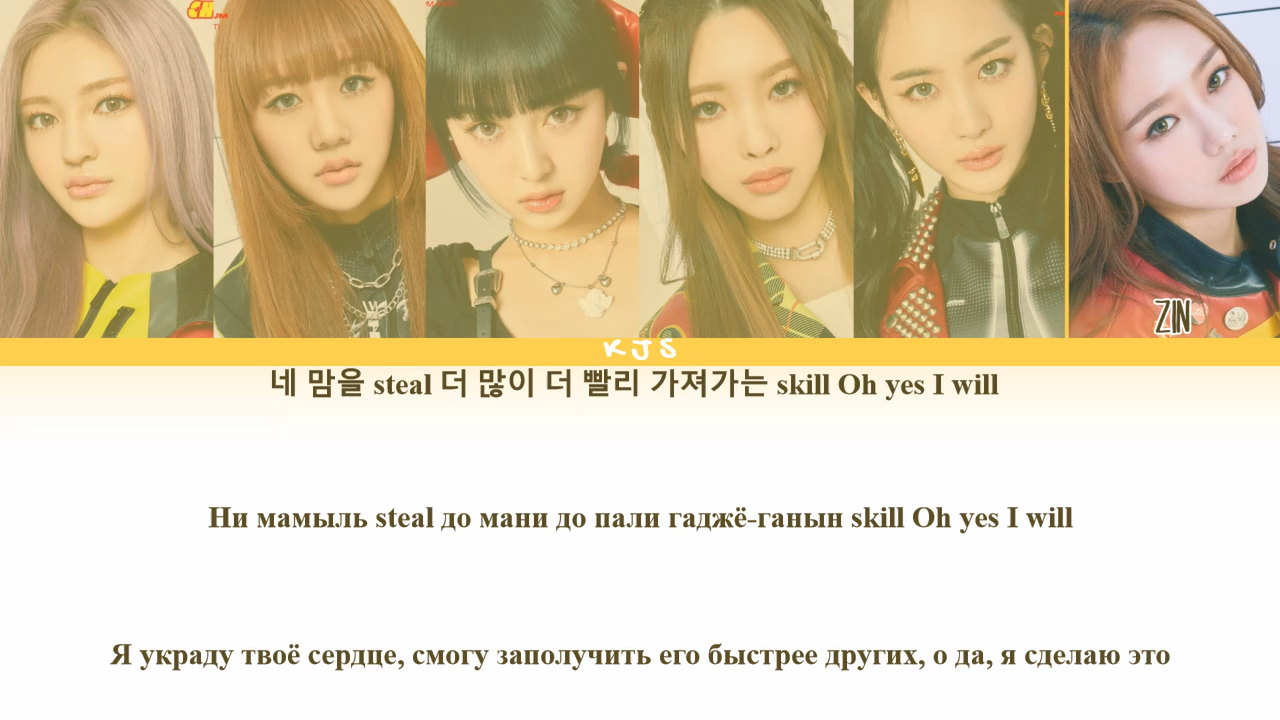 ZIN
KJS
네 맘을 steal 더 많이 더 빨리 가져가는 skill Oh yes I will
Ни мамыль steal до мани до пали гаджё-ганын skill Oh yes I will
Я украду твоё сердце, смогу заполучить его быстрее других, о да, я сделаю это